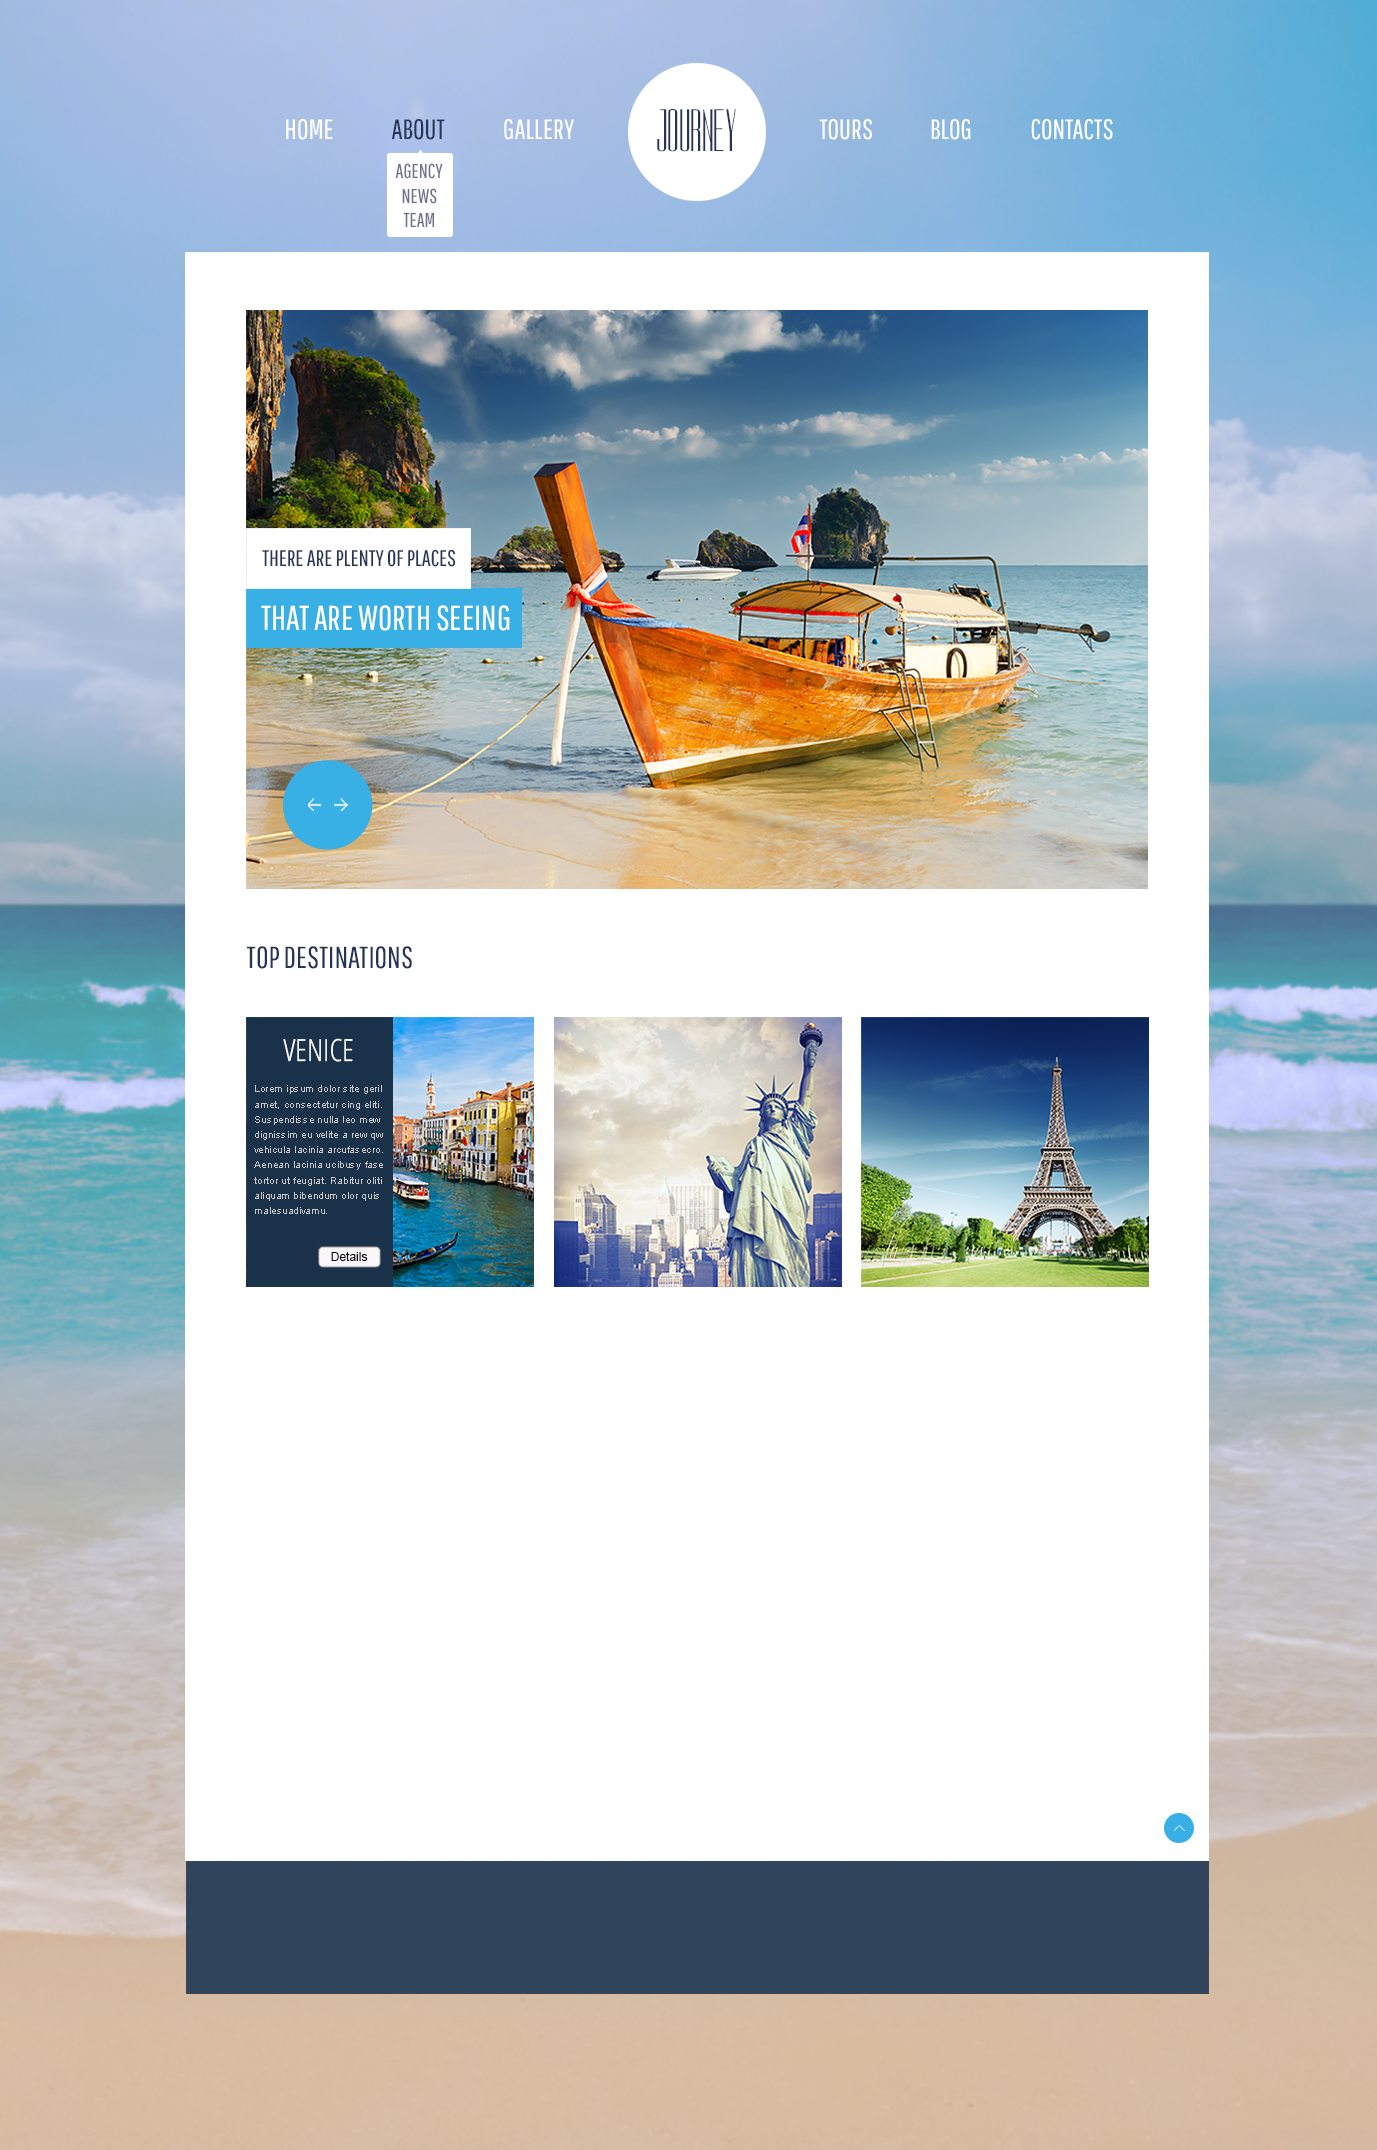 HOME ABOUT GALLERY JOURNEY TOURS BLOG CONTACTS
AGENCY
NEWS
TEAM
THERE ARE PLENTY OF PLACES
THAT ARE WORTH SEEING
TOP DESTINATIONS
VENICE
Lorem ipsum dolor site geril
amet, consectetur cing eliti.
Suspendisse nulla leo mew
dignissim eu velite a rew qw
vehicula lacinia arcufasecro.
Aenean lacinia ucibusy fase
tortor ut feugiat. Rabitur oliti
aliquam bibendum olor quis
malesuadivamu.
Details